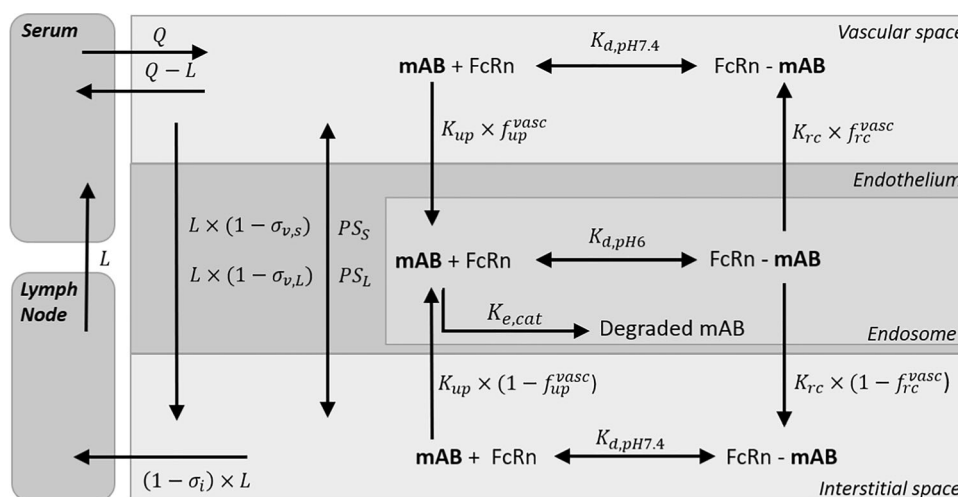 Serum
Q
Q − L
L
Lymph
Node
Vascular space
mAB + FcRn
K_{d,pH7.4}
FcRn - mAB
K_{up} × f_{up}^{vasc}
K_{rc} × f_{rc}^{vasc}
Endothelium
L × (1 − σ_{v,s})
PS_S
L × (1 − σ_{v,L})
PS_L
mAB + FcRn
K_{d,pH6}
FcRn - mAB
K_{e,cat}
Degraded mAB
Endosome
K_{up} × (1 − f_{up}^{vasc})
K_{rc} × (1 − f_{rc}^{vasc})
mAB + FcRn
K_{d,pH7.4}
FcRn - mAB
(1 − σ_i) × L
Interstitial space